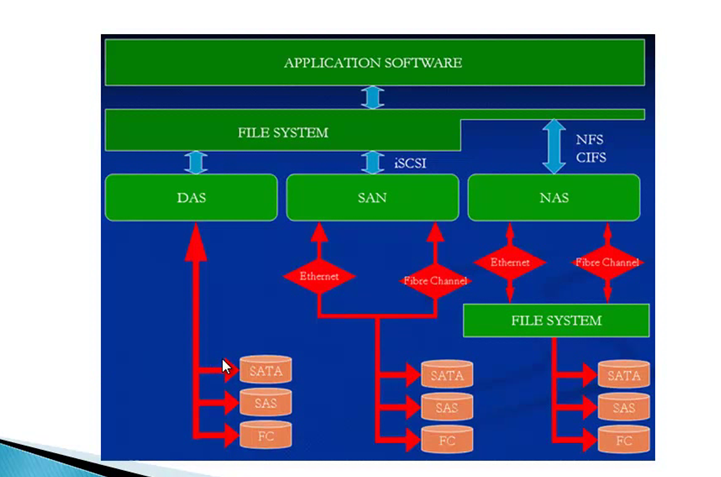 APPLICATION SOFTWARE
FILE SYSTEM
NFS
CIFS
iSCSI
DAS
SAN
NAS
Ethernet
Fibre Channel
Ethernet
Fibre Channel
FILE SYSTEM
SATA
SAS
FC
SATA
SAS
FC
SATA
SAS
FC